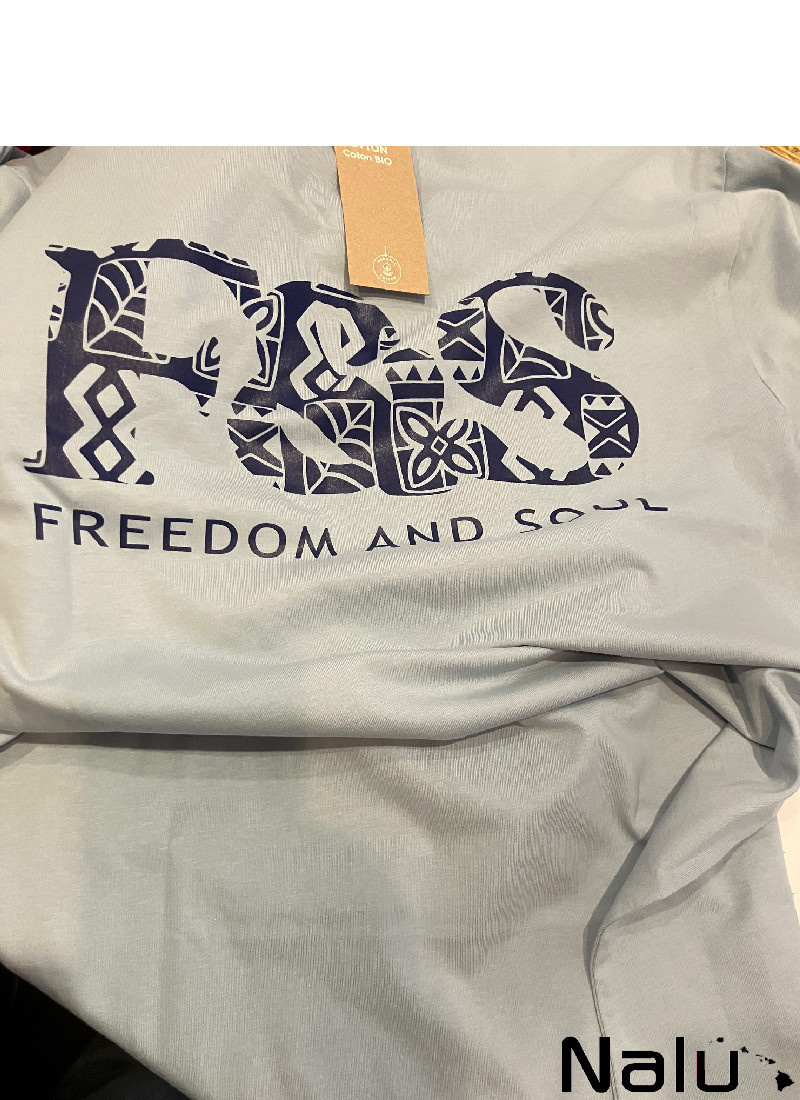 Coton BIO
F&S
FREEDOM AND SOUL
Nalu